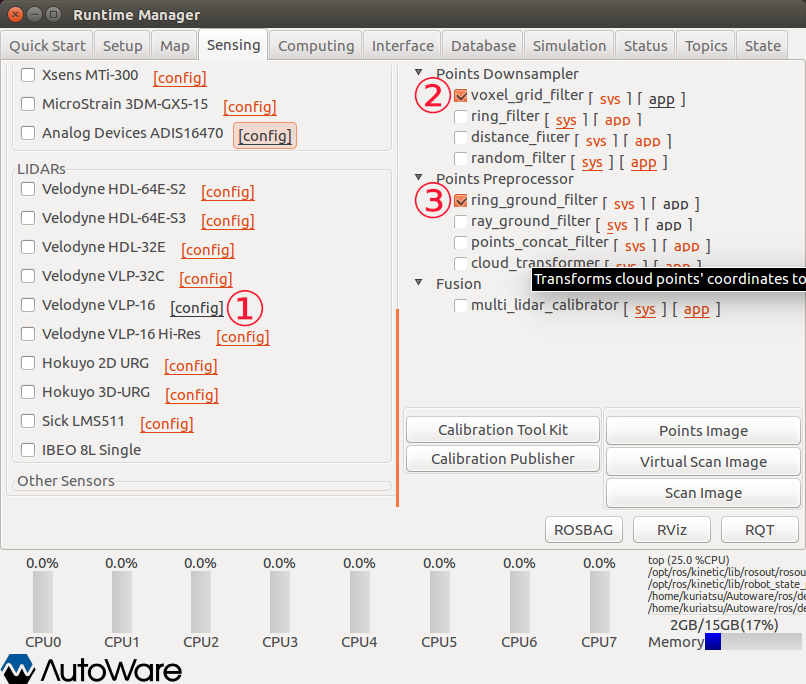 Runtime Manager
Quick Start Setup Map Sensing Computing Interface Database Simulation Status Topics State
Xsens MTi-300 [config]
MicroStrain 3DM-GX5-15 [config]
Analog Devices ADIS16470 [config]
LIDARs
Velodyne HDL-64E-S2 [config]
Velodyne HDL-64E-S3 [config]
Velodyne HDL-32E [config]
Velodyne VLP-32C [config]
Velodyne VLP-16 [config] ①
Velodyne VLP-16 Hi-Res [config]
Hokuyo 2D URG [config]
Hokuyo 3D-URG [config]
Sick LMS511 [config]
IBEO 8L Single
Other Sensors
Points Downsampler
② voxel_grid_filter [ sys ] [ app ]
ring_filter [ sys ] [ app ]
distance_filter [ sys ] [ app ]
random_filter [ sys ] [ app ]
Points Preprocessor
③ ring_ground_filter [ sys ] [ app ]
ray_ground_filter [ sys ] [ app ]
points_concat_filter [ sys ] [ app ]
cloud_transformer [ sys ] [ app ]
Transforms cloud points' coordinates to
Fusion
multi_lidar_calibrator [ sys ] [ app ]
Calibration Tool Kit
Calibration Publisher
Points Image
Virtual Scan Image
Scan Image
ROSBAG RViz RQT
0.0% 0.0% 0.0% 0.0% 0.0% 0.0% 0.0% 0.0%
CPU0 CPU1 CPU2 CPU3 CPU4 CPU5 CPU6 CPU7
top (25.0 %CPU)
/opt/ros/kinetic/lib/rosout/rosou
/opt/ros/kinetic/lib/robot_state_
/home/kuriatsu/Autoware/ros/de
/home/kuriatsu/Autoware/ros/de
2GB/15GB(17%)
Memory
AutoWare